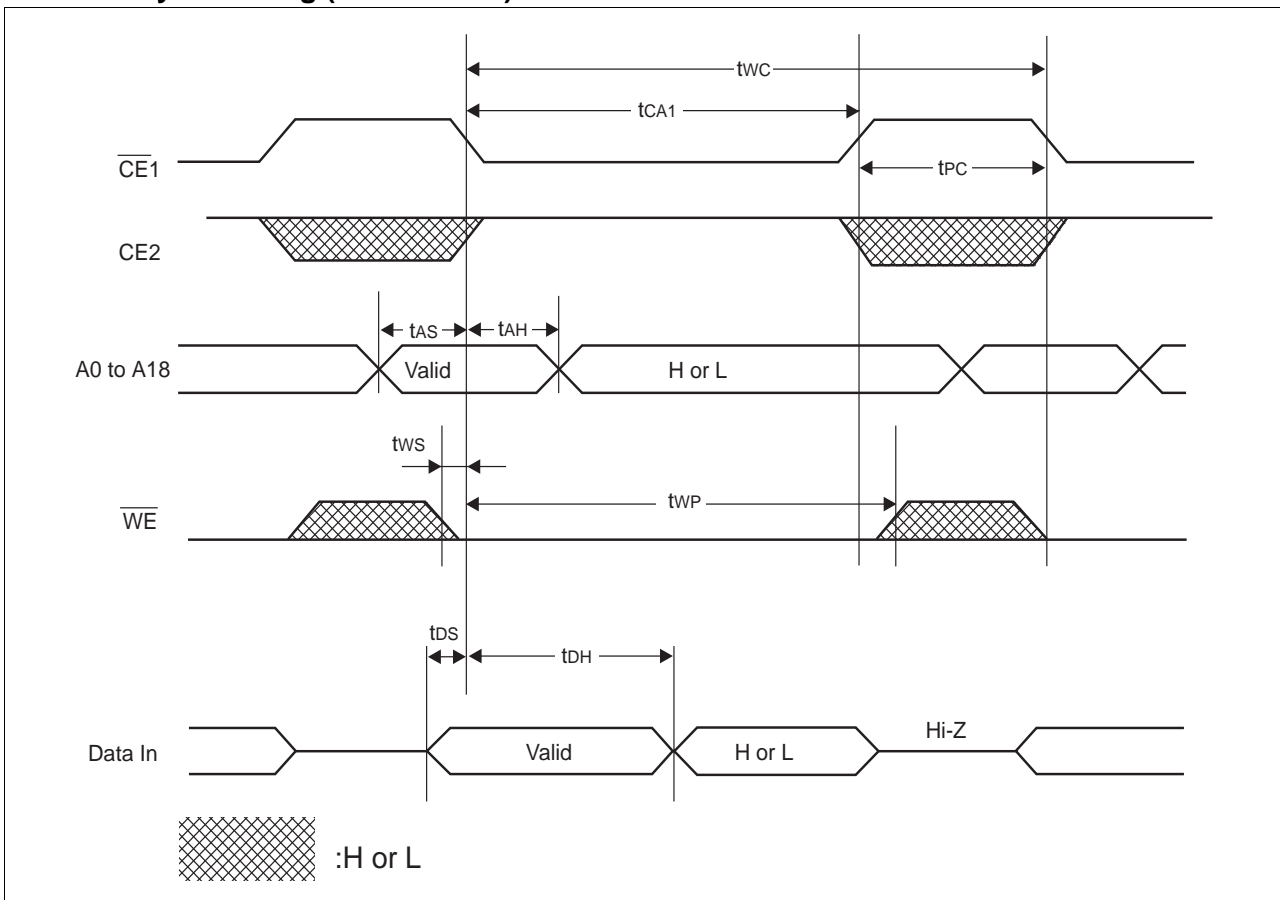 tWC
tCA1
CE1
tPC
CE2
tAS
tAH
A0 to A18
Valid
H or L
tWS
tWP
WE
tDS
tDH
Hi-Z
Data In
Valid
H or L
:H or L